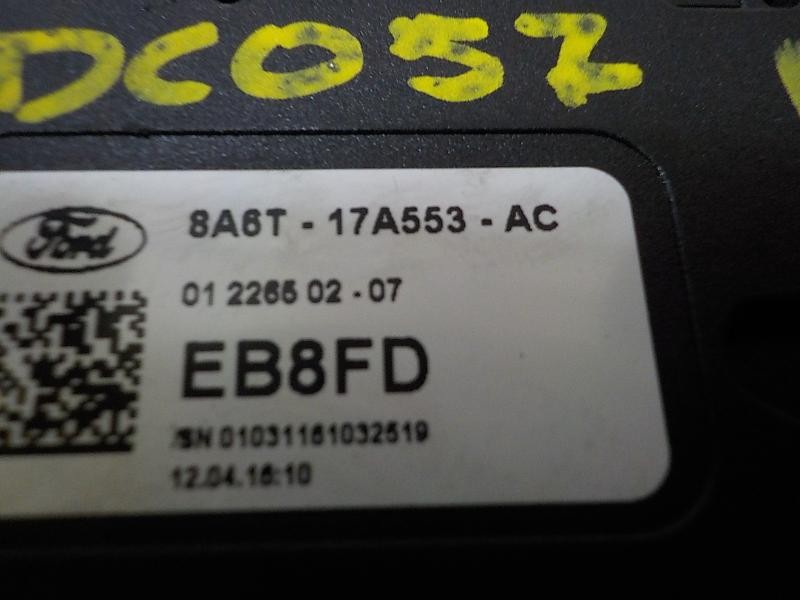 DC057
Ford
8A6T - 17A553 - AC
01 2265 02 - 07
EB8FD
SN 01031161032519
12.04.16:10